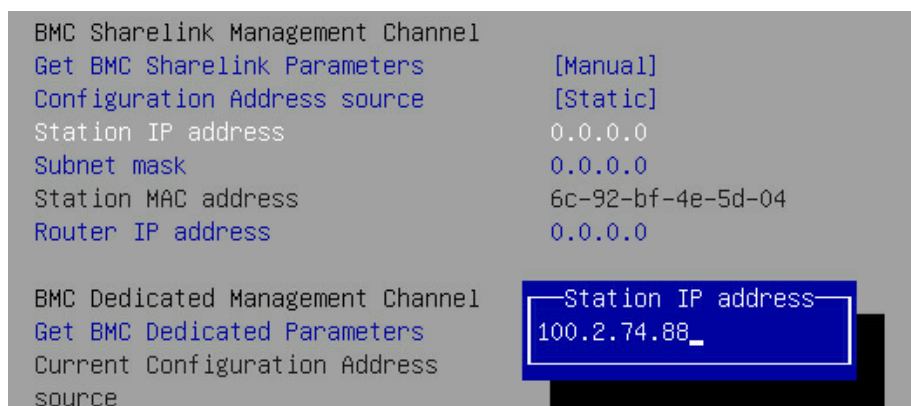 BMC Sharelink Management Channel
Get BMC Sharelink Parameters [Manual]
Configuration Address source [Static]
Station IP address 0.0.0.0
Subnet mask 0.0.0.0
Station MAC address 6c-92-bf-4e-5d-04
Router IP address 0.0.0.0
BMC Dedicated Management Channel
Station IP address
Get BMC Dedicated Parameters
100.2.74.88_
Current Configuration Address
source